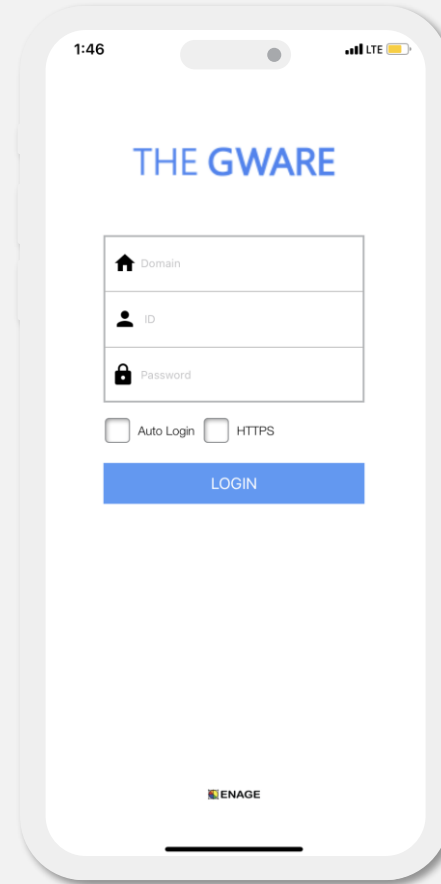 1:46 LTE
THE GWARE
Domain
ID
Password
Auto Login HTTPS
LOGIN
ENAGE